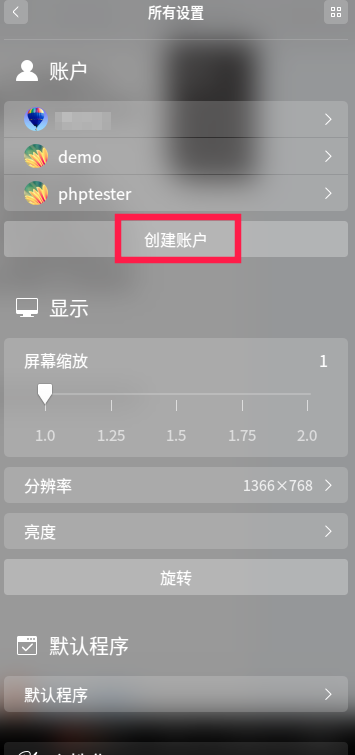 所有设置
账户
demo
phptester
创建账户
显示
屏幕缩放 1
1.0 1.25 1.5 1.75 2.0
分辨率 1366×768
亮度
旋转
默认程序
默认程序